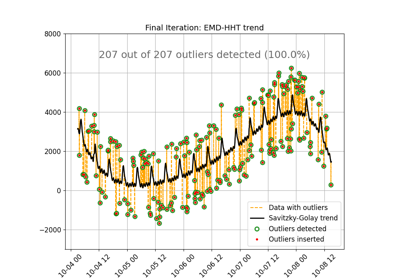 Final Iteration: EMD-HHT trend
207 out of 207 outliers detected (100.0%)
8000
6000
4000
2000
0
−2000
Data with outliers
Savitzky-Golay trend
Outliers detected
Outliers inserted
10-04 00
10-04 12
10-05 00
10-05 12
10-06 00
10-06 12
10-07 00
10-07 12
10-08 00
10-08 12